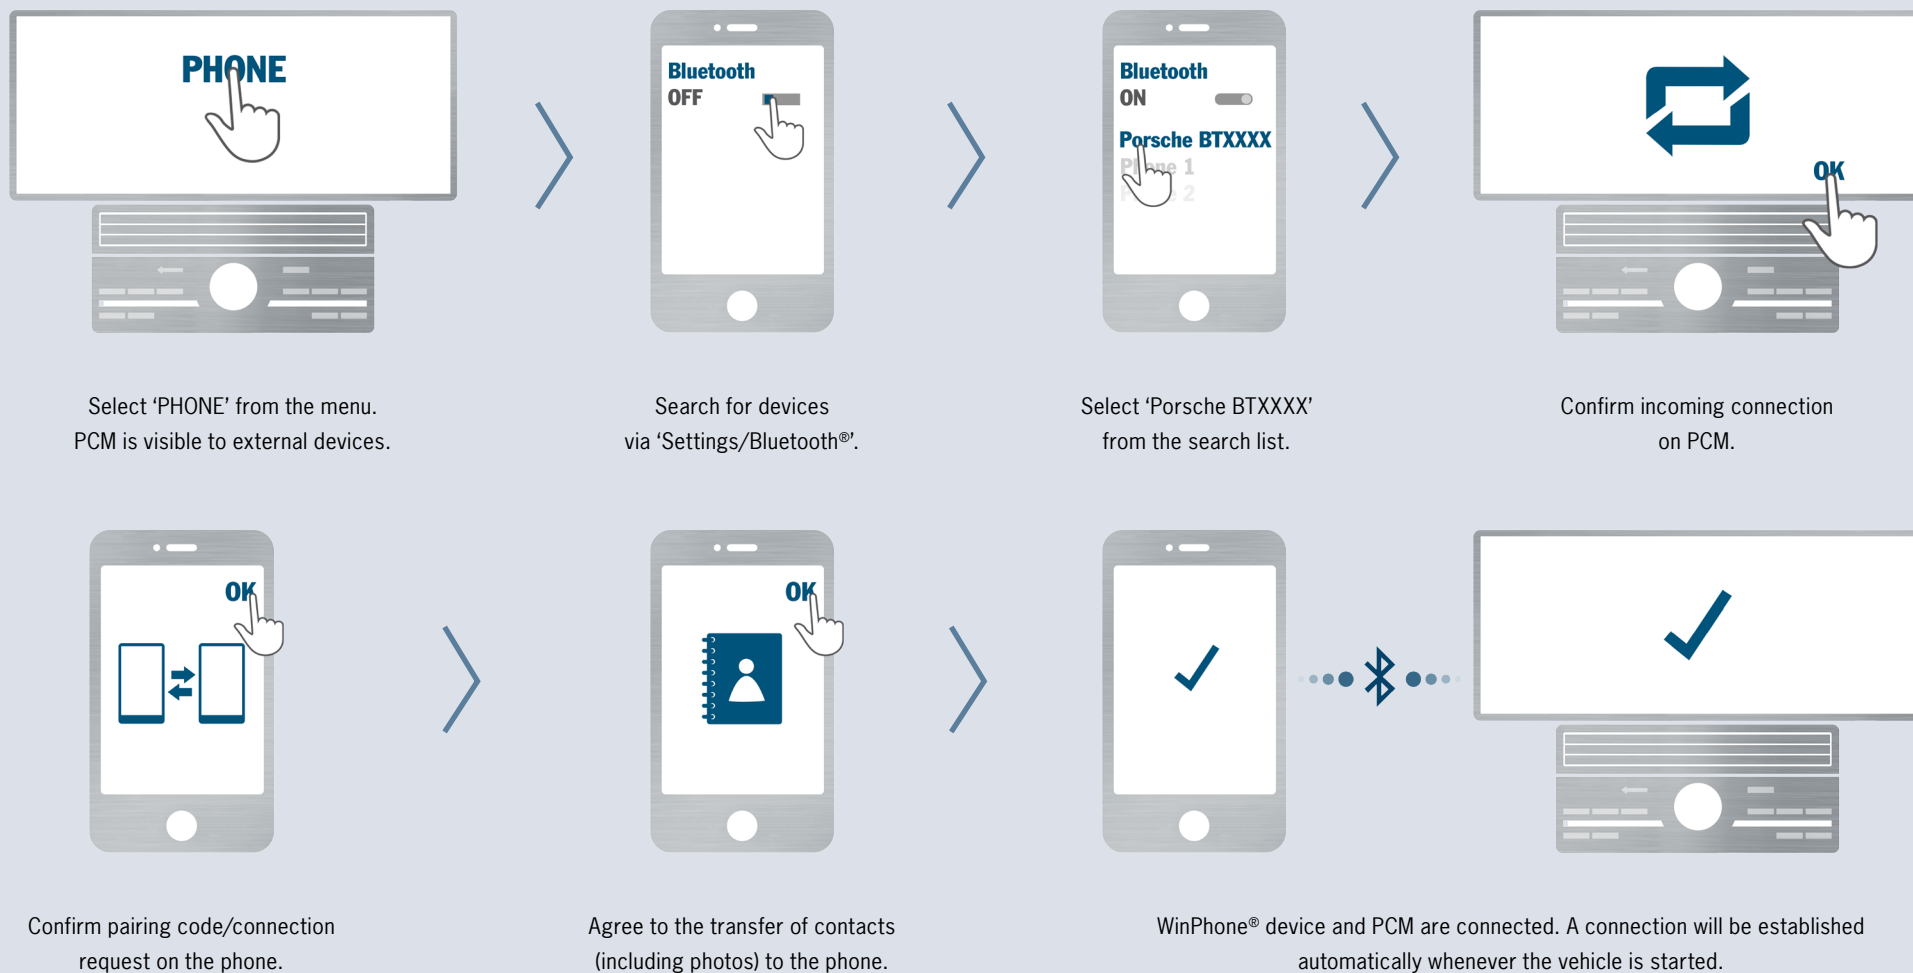 PHONE
Bluetooth
OFF
Bluetooth
ON
Porsche BTXXXX
Phone 1
2
OK
Select ‘PHONE’ from the menu.
PCM is visible to external devices.
Search for devices
via ‘Settings/Bluetooth®’.
Select ‘Porsche BTXXXX’
from the search list.
Confirm incoming connection
on PCM.
OK
OK
Confirm pairing code/connection
request on the phone.
Agree to the transfer of contacts
(including photos) to the phone.
WinPhone® device and PCM are connected. A connection will be established
automatically whenever the vehicle is started.